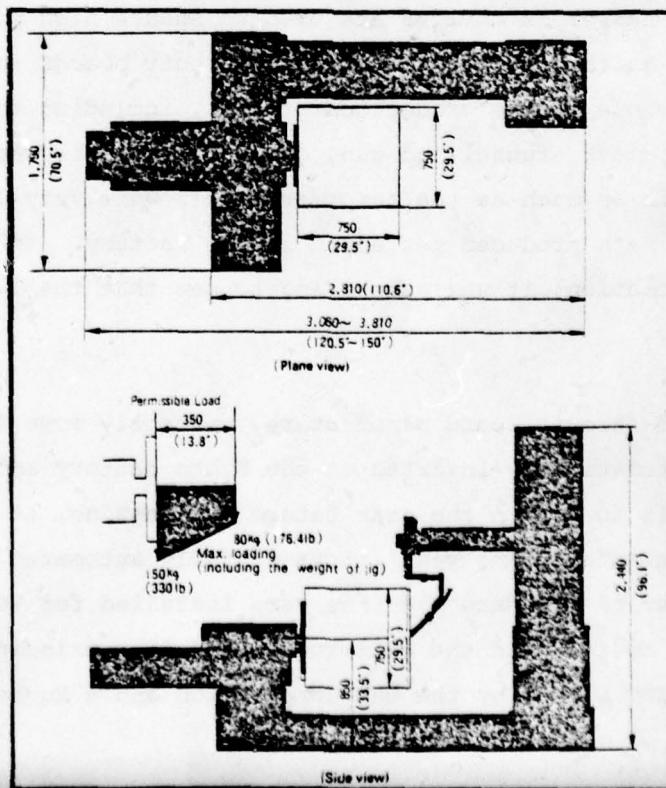 1,750
(70.5")
750
(29.5")
750
(29.5")
2.810(110.6")
3.060~ 3.810
(120.5"~ 150")
(Plane view)
Permissible Load
350
(13.8")
80Kg (176.4lb)
Max. loading
(including the weight of jig)
150kg
(330lb)
750
(29.5")
850
2,440
(96.1")
(Side view)